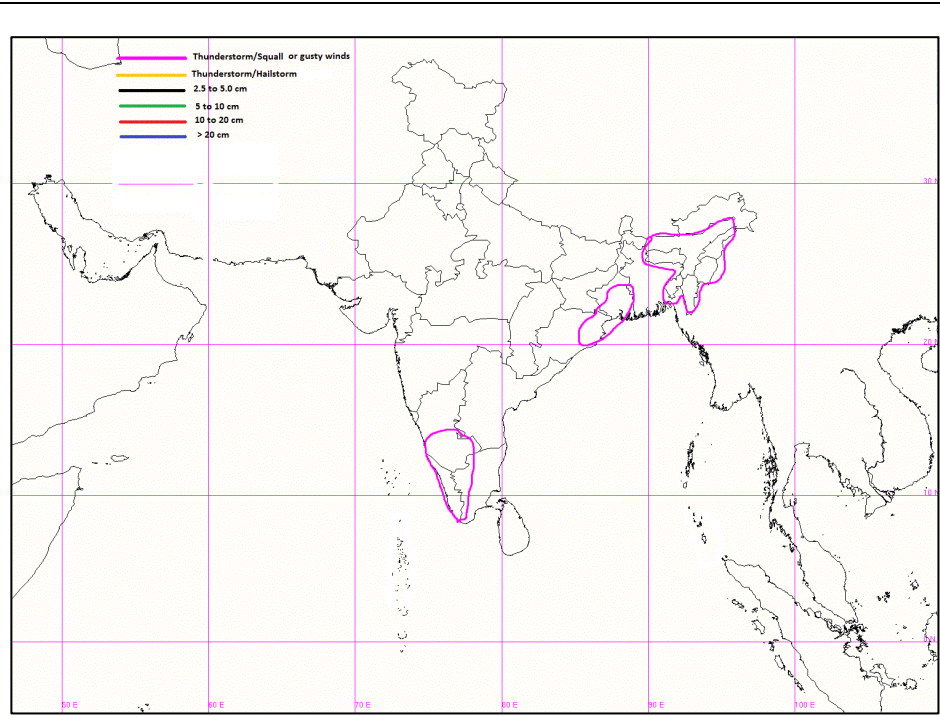 Thunderstorm/Squall or gusty winds
Thunderstorm/Hailstorm
2.5 to 5.0 cm
5 to 10 cm
10 to 20 cm
> 20 cm
30 N
20 N
10 N
50 E
60 E
70 E
80 E
90 E
100 E